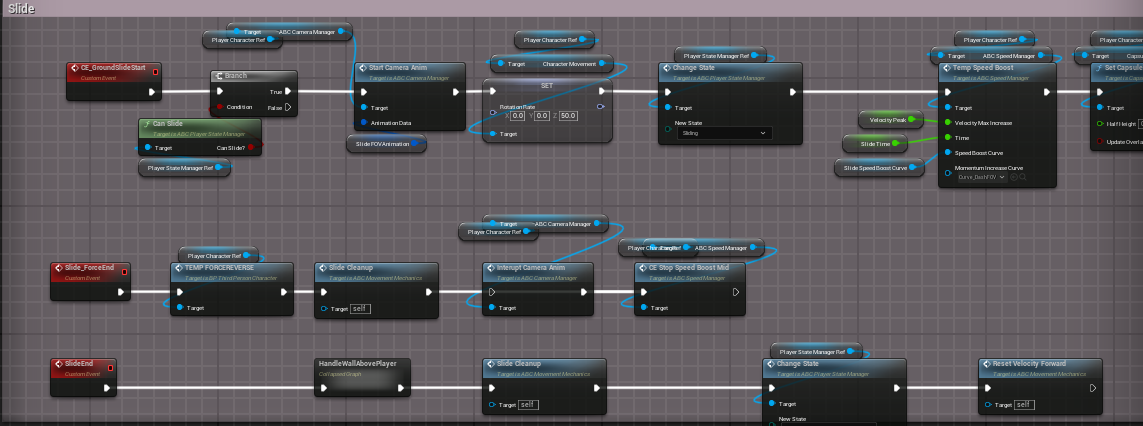 Slide
Target ABC Camera Manager
Player Character Ref
CE_GroundSlideStart
Custom Event
Branch
True
Condition False
Can Slide
Target is ABC Player State Manager
Target Can Slide?
Player State Manager Ref
Start Camera Anim
Target is ABC Camera Manager
Target
Animation Data
Slide FOV Animation
Player Character Ref
Target Character Movement
SET
Rotation Rate
X 0.0 Y 0.0 Z 50.0
Target
Player State Manager Ref
Change State
Target is ABC Player State Manager
Target
New State
Sliding
Player Character Ref
Target ABC Speed Manager
Temp Speed Boost
Target is ABC Speed Manager
Target
Velocity Peak
Velocity Max Increase
Slide Time
Time
Slide Speed Boost Curve
Speed Boost Curve
Momentum Increase Curve
Curve_DashFOV
Player Character
Target Caps
Set Capsule
Target is Capsule
Target
Half Height
Update Overla
Slide_ForceEnd
Custom Event
Player Character Ref
TEMP FORCEREVERSE
Target is BP Third Person Character
Target
Slide Cleanup
Target is ABC Movement Mechanics
Target self
Target ABC Camera Manager
Player Character Ref
Interupt Camera Anim
Target is ABC Camera Manager
Target
ABC Speed Manager
CE Stop Speed Boost Mid
Target is ABC Speed Manager
Target
SlideEnd
Custom Event
HandleWallAbovePlayer
Collapsed Graph
Slide Cleanup
Target is ABC Movement Mechanics
Target self
Player State Manager Ref
Change State
Target is ABC Player State Manager
Target
New State
Reset Velocity Forward
Target is ABC Movement Mechanics
Target self